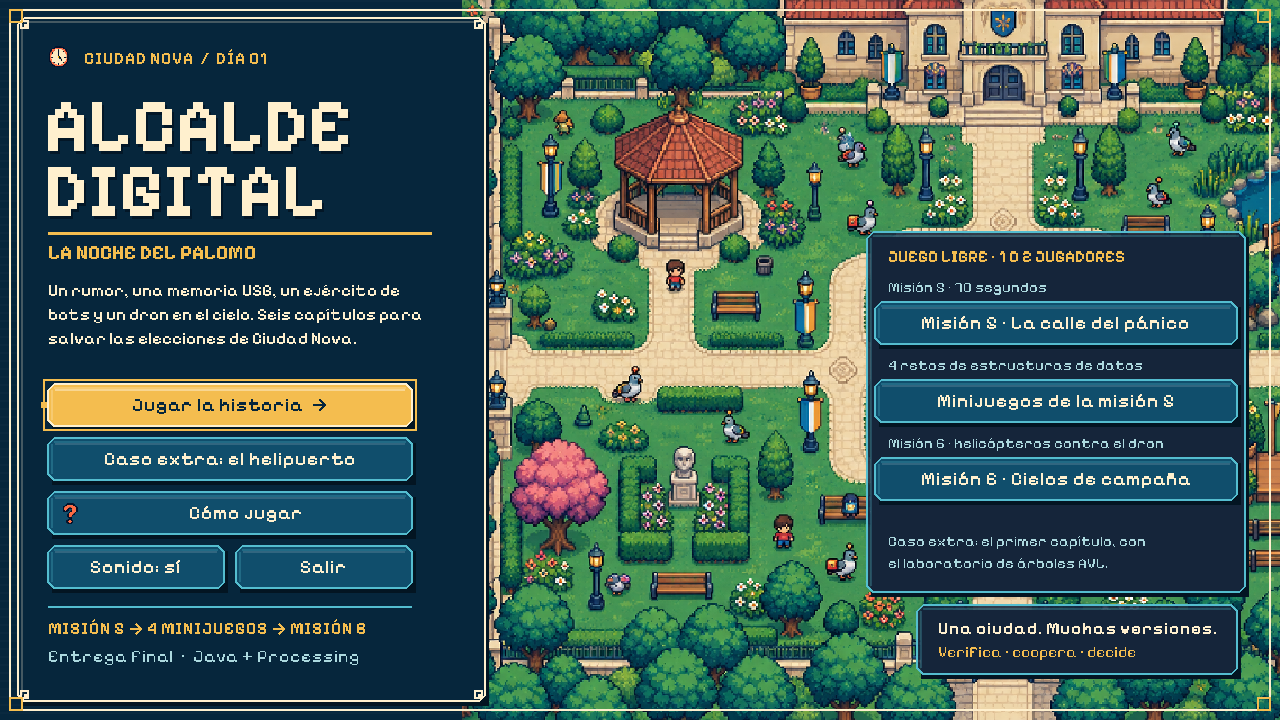 CIUDAD NOVA / DÍA 01
ALCALDE
DIGITAL
LA NOCHE DEL PALOMO
Un rumor, una memoria USB, un ejército de
bots y un dron en el cielo. Seis capítulos para
salvar las elecciones de Ciudad Nova.
Jugar la historia →
Caso extra: el helipuerto
? Cómo jugar
Sonido: sí
Salir
MISIÓN 5 → 4 MINIJUEGOS → MISIÓN 6
Entrega final · Java + Processing
JUEGO LIBRE · 1 O 2 JUGADORES
Misión 5 · 70 segundos
Misión 5 · La calle del pánico
4 retos de estructuras de datos
Minijuegos de la misión 5
Misión 6 · helicópteros contra el dron
Misión 6 · Cielos de campaña
Caso extra: el primer capítulo, con
el laboratorio de árboles AVL.
Una ciudad. Muchas versiones.
Verifica · coopera · decide